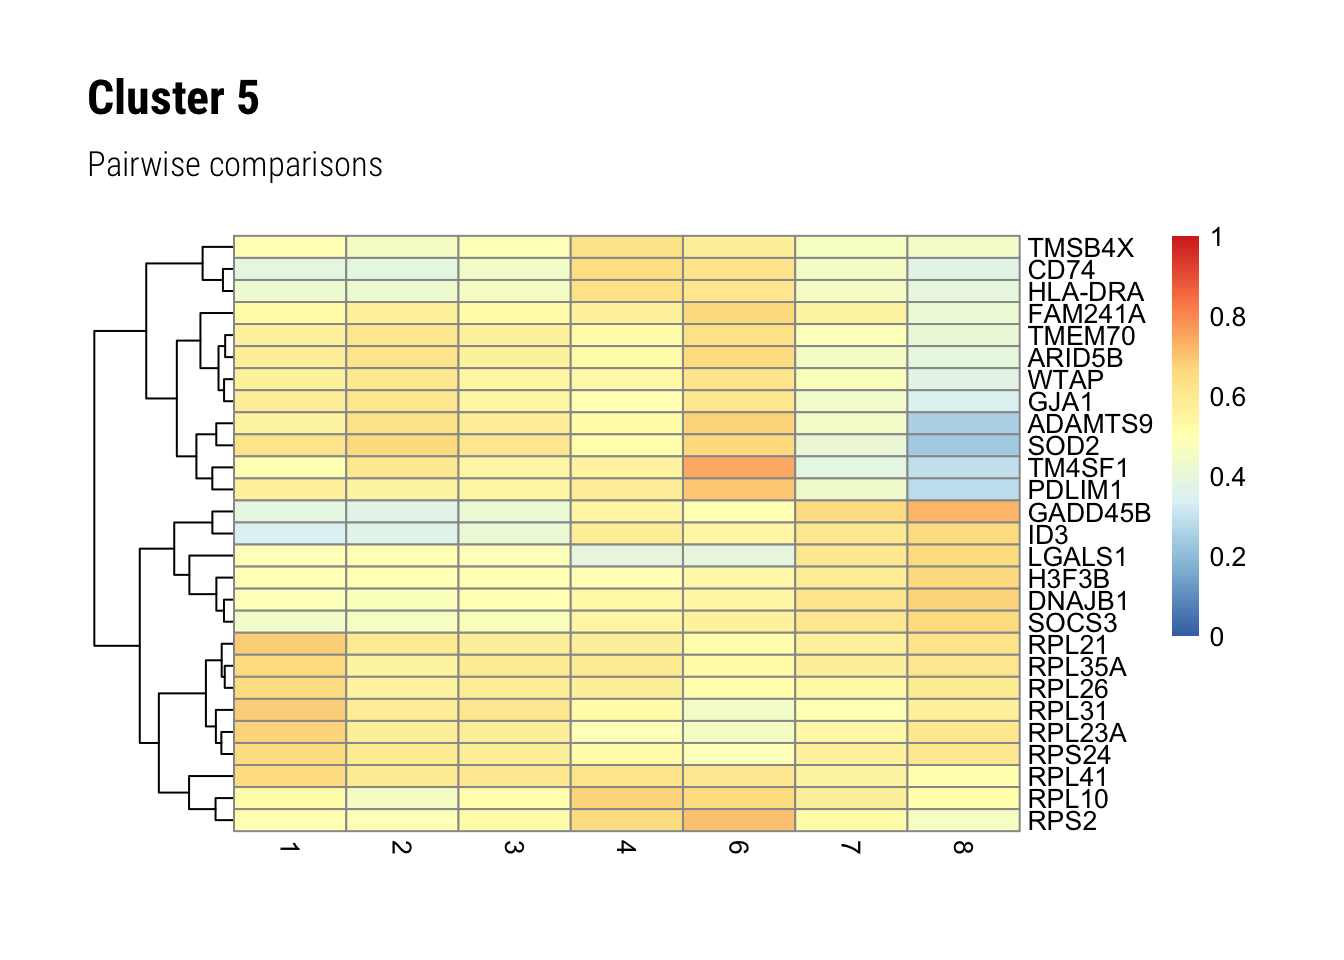 Cluster 5
Pairwise comparisons
TMSB4X
CD74
HLA-DRA
FAM241A
TMEM70
ARID5B
WTAP
GJA1
ADAMTS9
SOD2
TM4SF1
PDLIM1
GADD45B
ID3
LGALS1
H3F3B
DNAJB1
SOCS3
RPL21
RPL35A
RPL26
RPL31
RPL23A
RPS24
RPL41
RPL10
RPS2
1 2 3 4 6 7 8
1
0.8
0.6
0.4
0.2
0